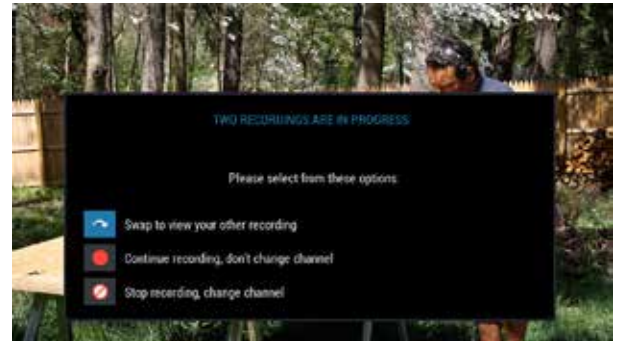 TWO RECORDINGS ARE IN PROGRESS
Please select from these options:
Swap to view your other recording
Continue recording, don't change channel
Stop recording, change channel